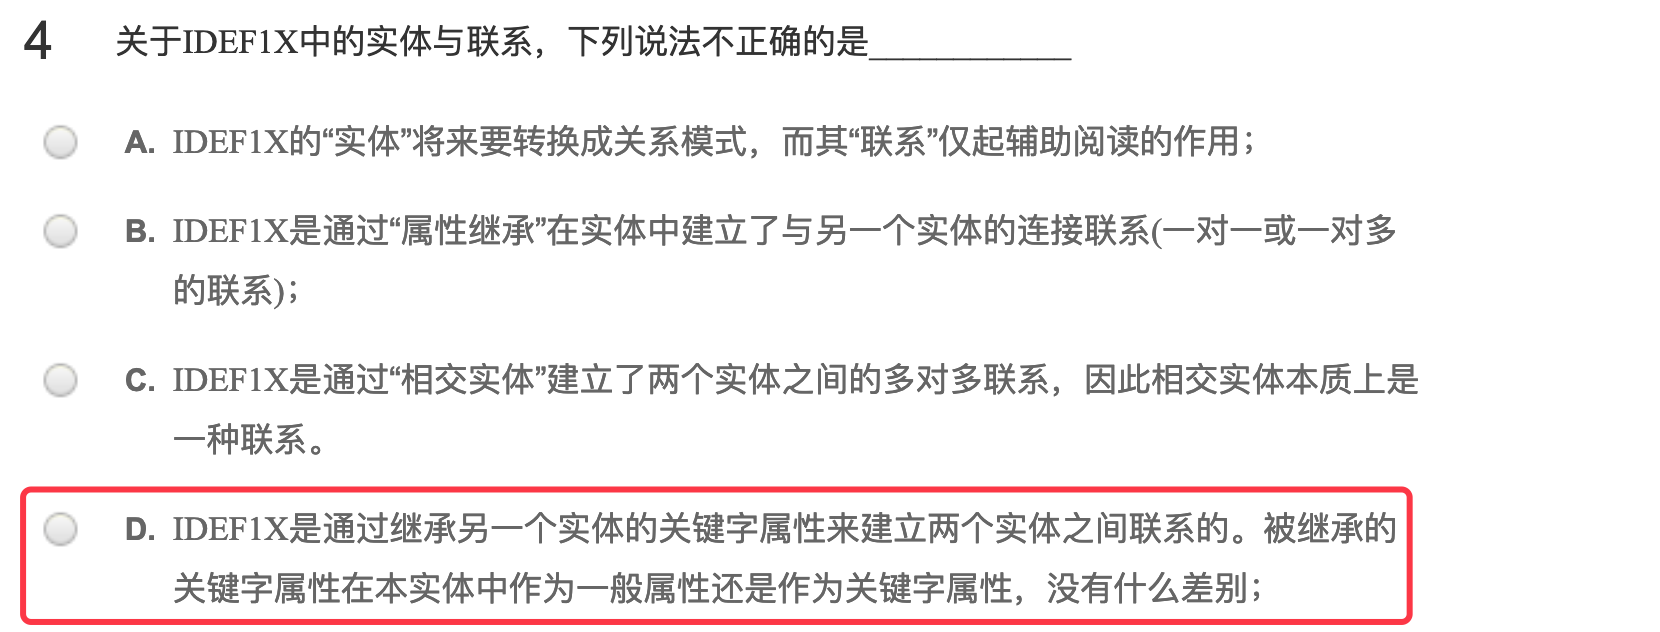 4 关于IDEF1X中的实体与联系，下列说法不正确的是____________
A. IDEF1X的“实体”将来要转换成关系模式，而其“联系”仅起辅助阅读的作用；
B. IDEF1X是通过“属性继承”在实体中建立了与另一个实体的连接联系(一对一或一对多
的联系)；
C. IDEF1X是通过“相交实体”建立了两个实体之间的多对多联系，因此相交实体本质上是
一种联系。
D. IDEF1X是通过继承另一个实体的关键字属性来建立两个实体之间联系的。被继承的
关键字属性在本实体中作为一般属性还是作为关键字属性，没有什么差别；